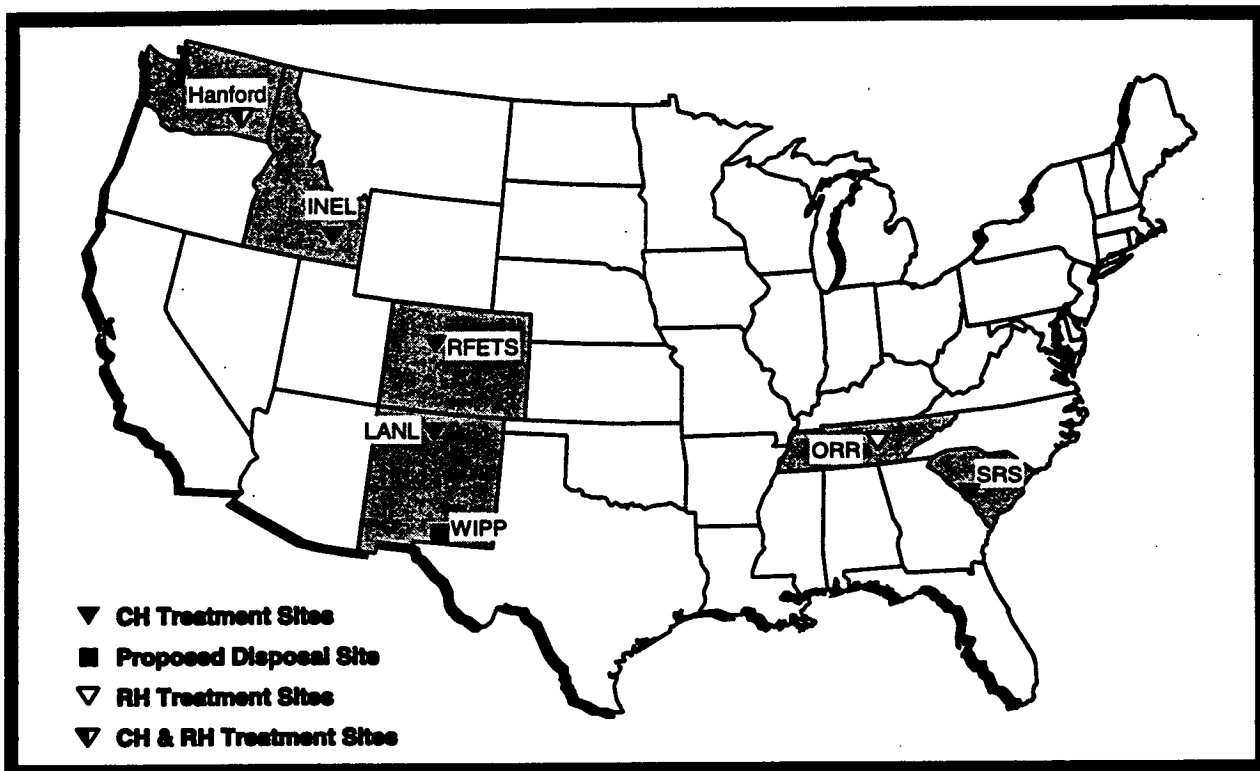 Hanford
INEL
RFETS
LANL
ORR
SRS
WIPP
CH Treatment Sites
Proposed Disposal Site
RH Treatment Sites
CH & RH Treatment Sites